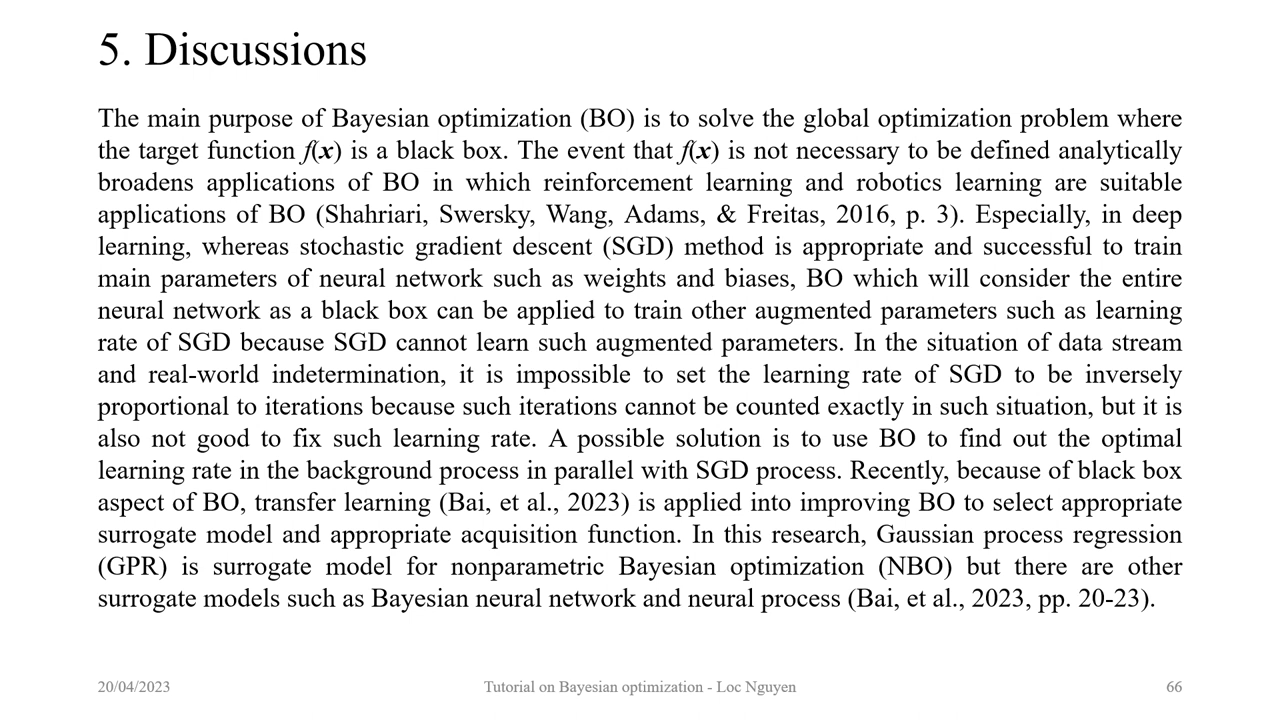 5. Discussions
The main purpose of Bayesian optimization (BO) is to solve the global optimization problem where
the target function f(x) is a black box. The event that f(x) is not necessary to be defined analytically
broadens applications of BO in which reinforcement learning and robotics learning are suitable
applications of BO (Shahriari, Swersky, Wang, Adams, & Freitas, 2016, p. 3). Especially, in deep
learning, whereas stochastic gradient descent (SGD) method is appropriate and successful to train
main parameters of neural network such as weights and biases, BO which will consider the entire
neural network as a black box can be applied to train other augmented parameters such as learning
rate of SGD because SGD cannot learn such augmented parameters. In the situation of data stream
and real-world indetermination, it is impossible to set the learning rate of SGD to be inversely
proportional to iterations because such iterations cannot be counted exactly in such situation, but it is
also not good to fix such learning rate. A possible solution is to use BO to find out the optimal
learning rate in the background process in parallel with SGD process. Recently, because of black box
aspect of BO, transfer learning (Bai, et al., 2023) is applied into improving BO to select appropriate
surrogate model and appropriate acquisition function. In this research, Gaussian process regression
(GPR) is surrogate model for nonparametric Bayesian optimization (NBO) but there are other
surrogate models such as Bayesian neural network and neural process (Bai, et al., 2023, pp. 20-23).
20/04/2023
Tutorial on Bayesian optimization - Loc Nguyen
66